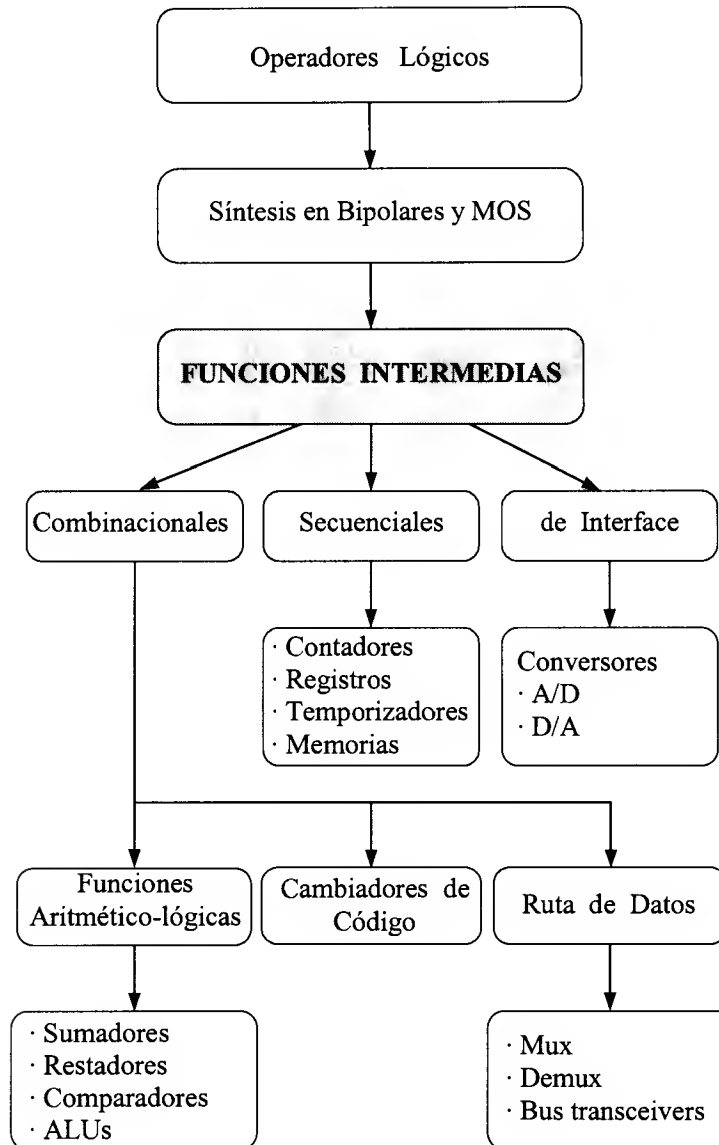 Operadores Lógicos
Síntesis en Bipolares y MOS
FUNCIONES INTERMEDIAS
Combinacionales
Secuenciales
de Interface
· Contadores
· Registros
· Temporizadores
· Memorias
Conversores
· A/D
· D/A
Funciones
Aritmético-lógicas
Cambiadores de
Código
Ruta de Datos
· Sumadores
· Restadores
· Comparadores
· ALUs
· Mux
· Demux
· Bus transceivers